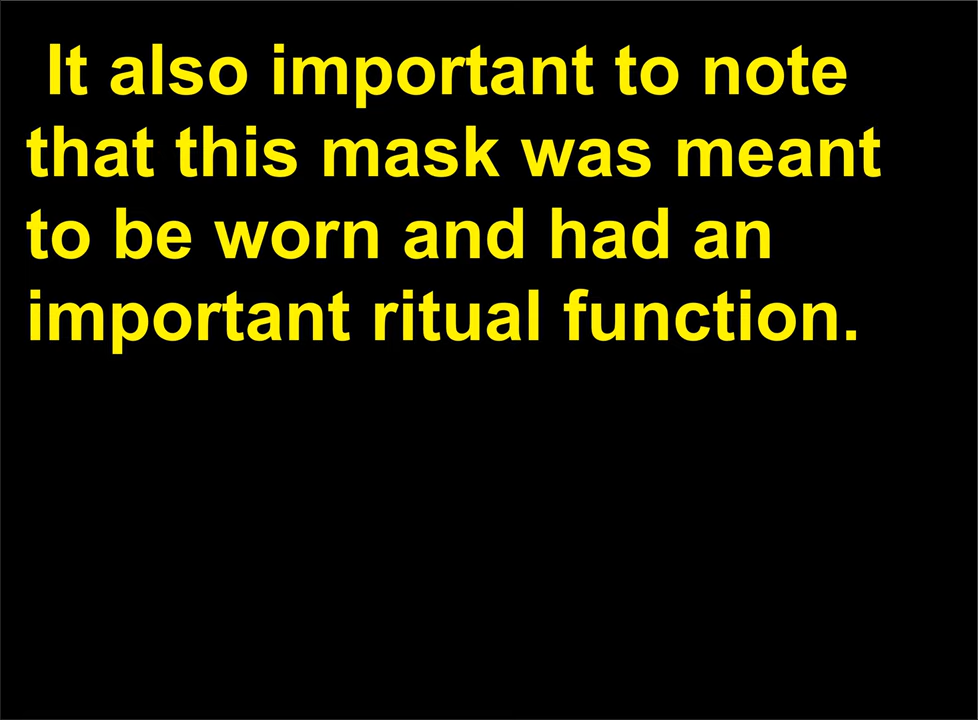 It also important to note
that this mask was meant
to be worn and had an
important ritual function.